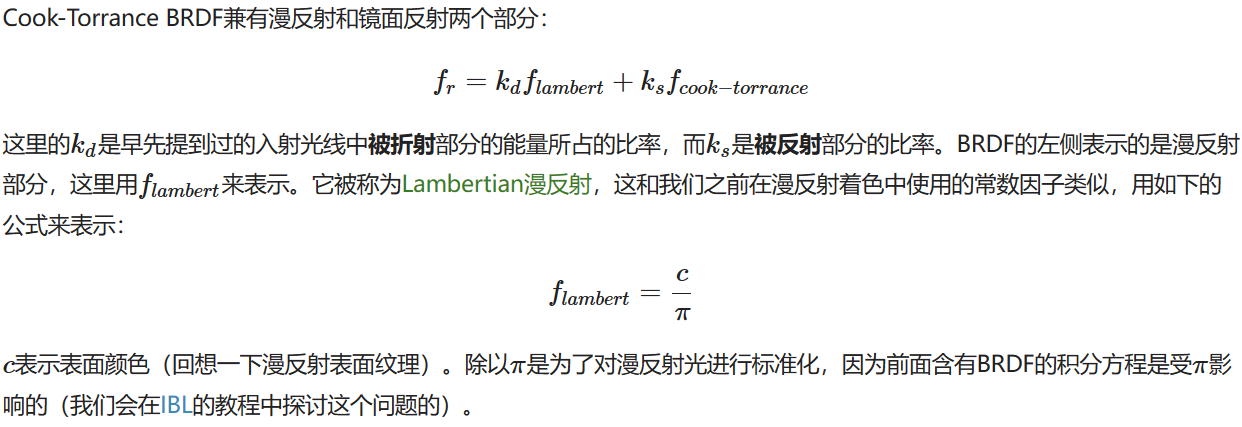 Cook-Torrance BRDF兼有漫反射和镜面反射两个部分：
$f_r = k_d f_{lambert} + k_s f_{cook-torrance}$
这里的$k_d$是早先提到过的入射光线中被折射部分的能量所占的比率，而$k_s$是被反射部分的比率。BRDF的左侧表示的是漫反射
部分，这里用$f_{lambert}$来表示。它被称为Lambertian漫反射，这和我们之前在漫反射着色中使用的常数因子类似，用如下的
公式来表示：
$f_{lambert} = \frac{c}{\pi}$
$c$表示表面颜色（回想一下漫反射表面纹理）。除以$\pi$是为了对漫反射光进行标准化，因为前面含有BRDF的积分方程是受$\pi$影
响的（我们会在IBL的教程中探讨这个问题的）。